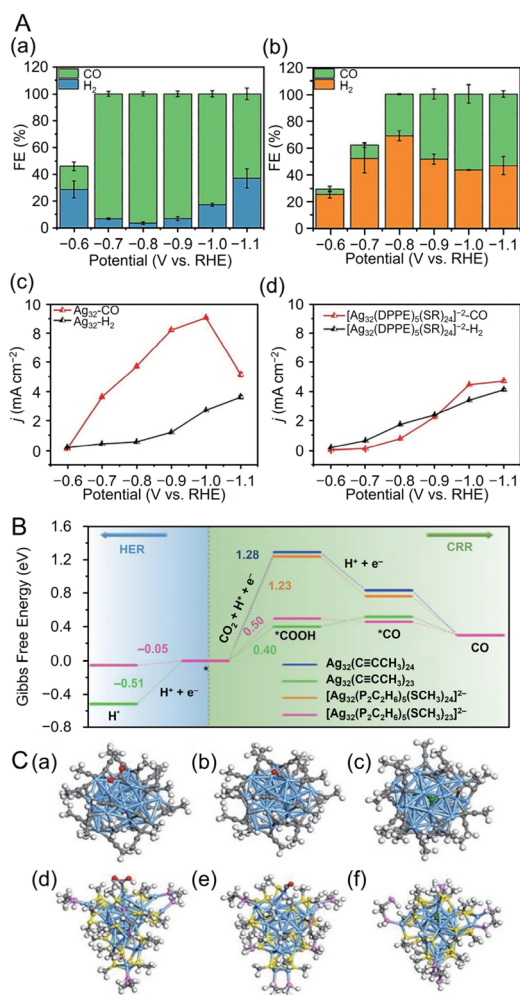 A
(a)
CO
H₂
FE (%)
120
100
80
60
40
20
0
−0.6 −0.7 −0.8 −0.9 −1.0 −1.1
Potential (V vs. RHE)
(b)
CO
H₂
FE (%)
120
100
80
60
40
20
0
−0.6 −0.7 −0.8 −0.9 −1.0 −1.1
Potential (V vs. RHE)
(c)
Ag₃₂-CO
Ag₃₂-H₂
j (mA cm⁻²)
10
8
6
4
2
0
−0.6 −0.7 −0.8 −0.9 −1.0 −1.1
Potential (V vs. RHE)
(d)
[Ag₃₂(DPPE)₅(SR)₂₄]⁻²-CO
[Ag₃₂(DPPE)₅(SR)₂₄]⁻²-H₂
j (mA cm⁻²)
10
8
6
4
2
0
−0.6 −0.7 −0.8 −0.9 −1.0 −1.1
Potential (V vs. RHE)
B
Gibbs Free Energy (eV)
1.6
1.2
0.8
0.4
0.0
−0.4
−0.8
HER
CRR
1.28
H⁺ + e⁻
CO₂ + H⁺ + e⁻
1.23
0.50
*COOH
*CO
CO
−0.05
*
0.40
−0.51
H⁺ + e⁻
H*
Ag₃₂(C≡CCH₃)₂₄
Ag₃₂(C≡CCH₃)₂₃
[Ag₃₂(P₂C₂H₆)₅(SCH₃)₂₄]²⁻
[Ag₃₂(P₂C₂H₆)₅(SCH₃)₂₃]²⁻
C
(a)
(b)
(c)
(d)
(e)
(f)